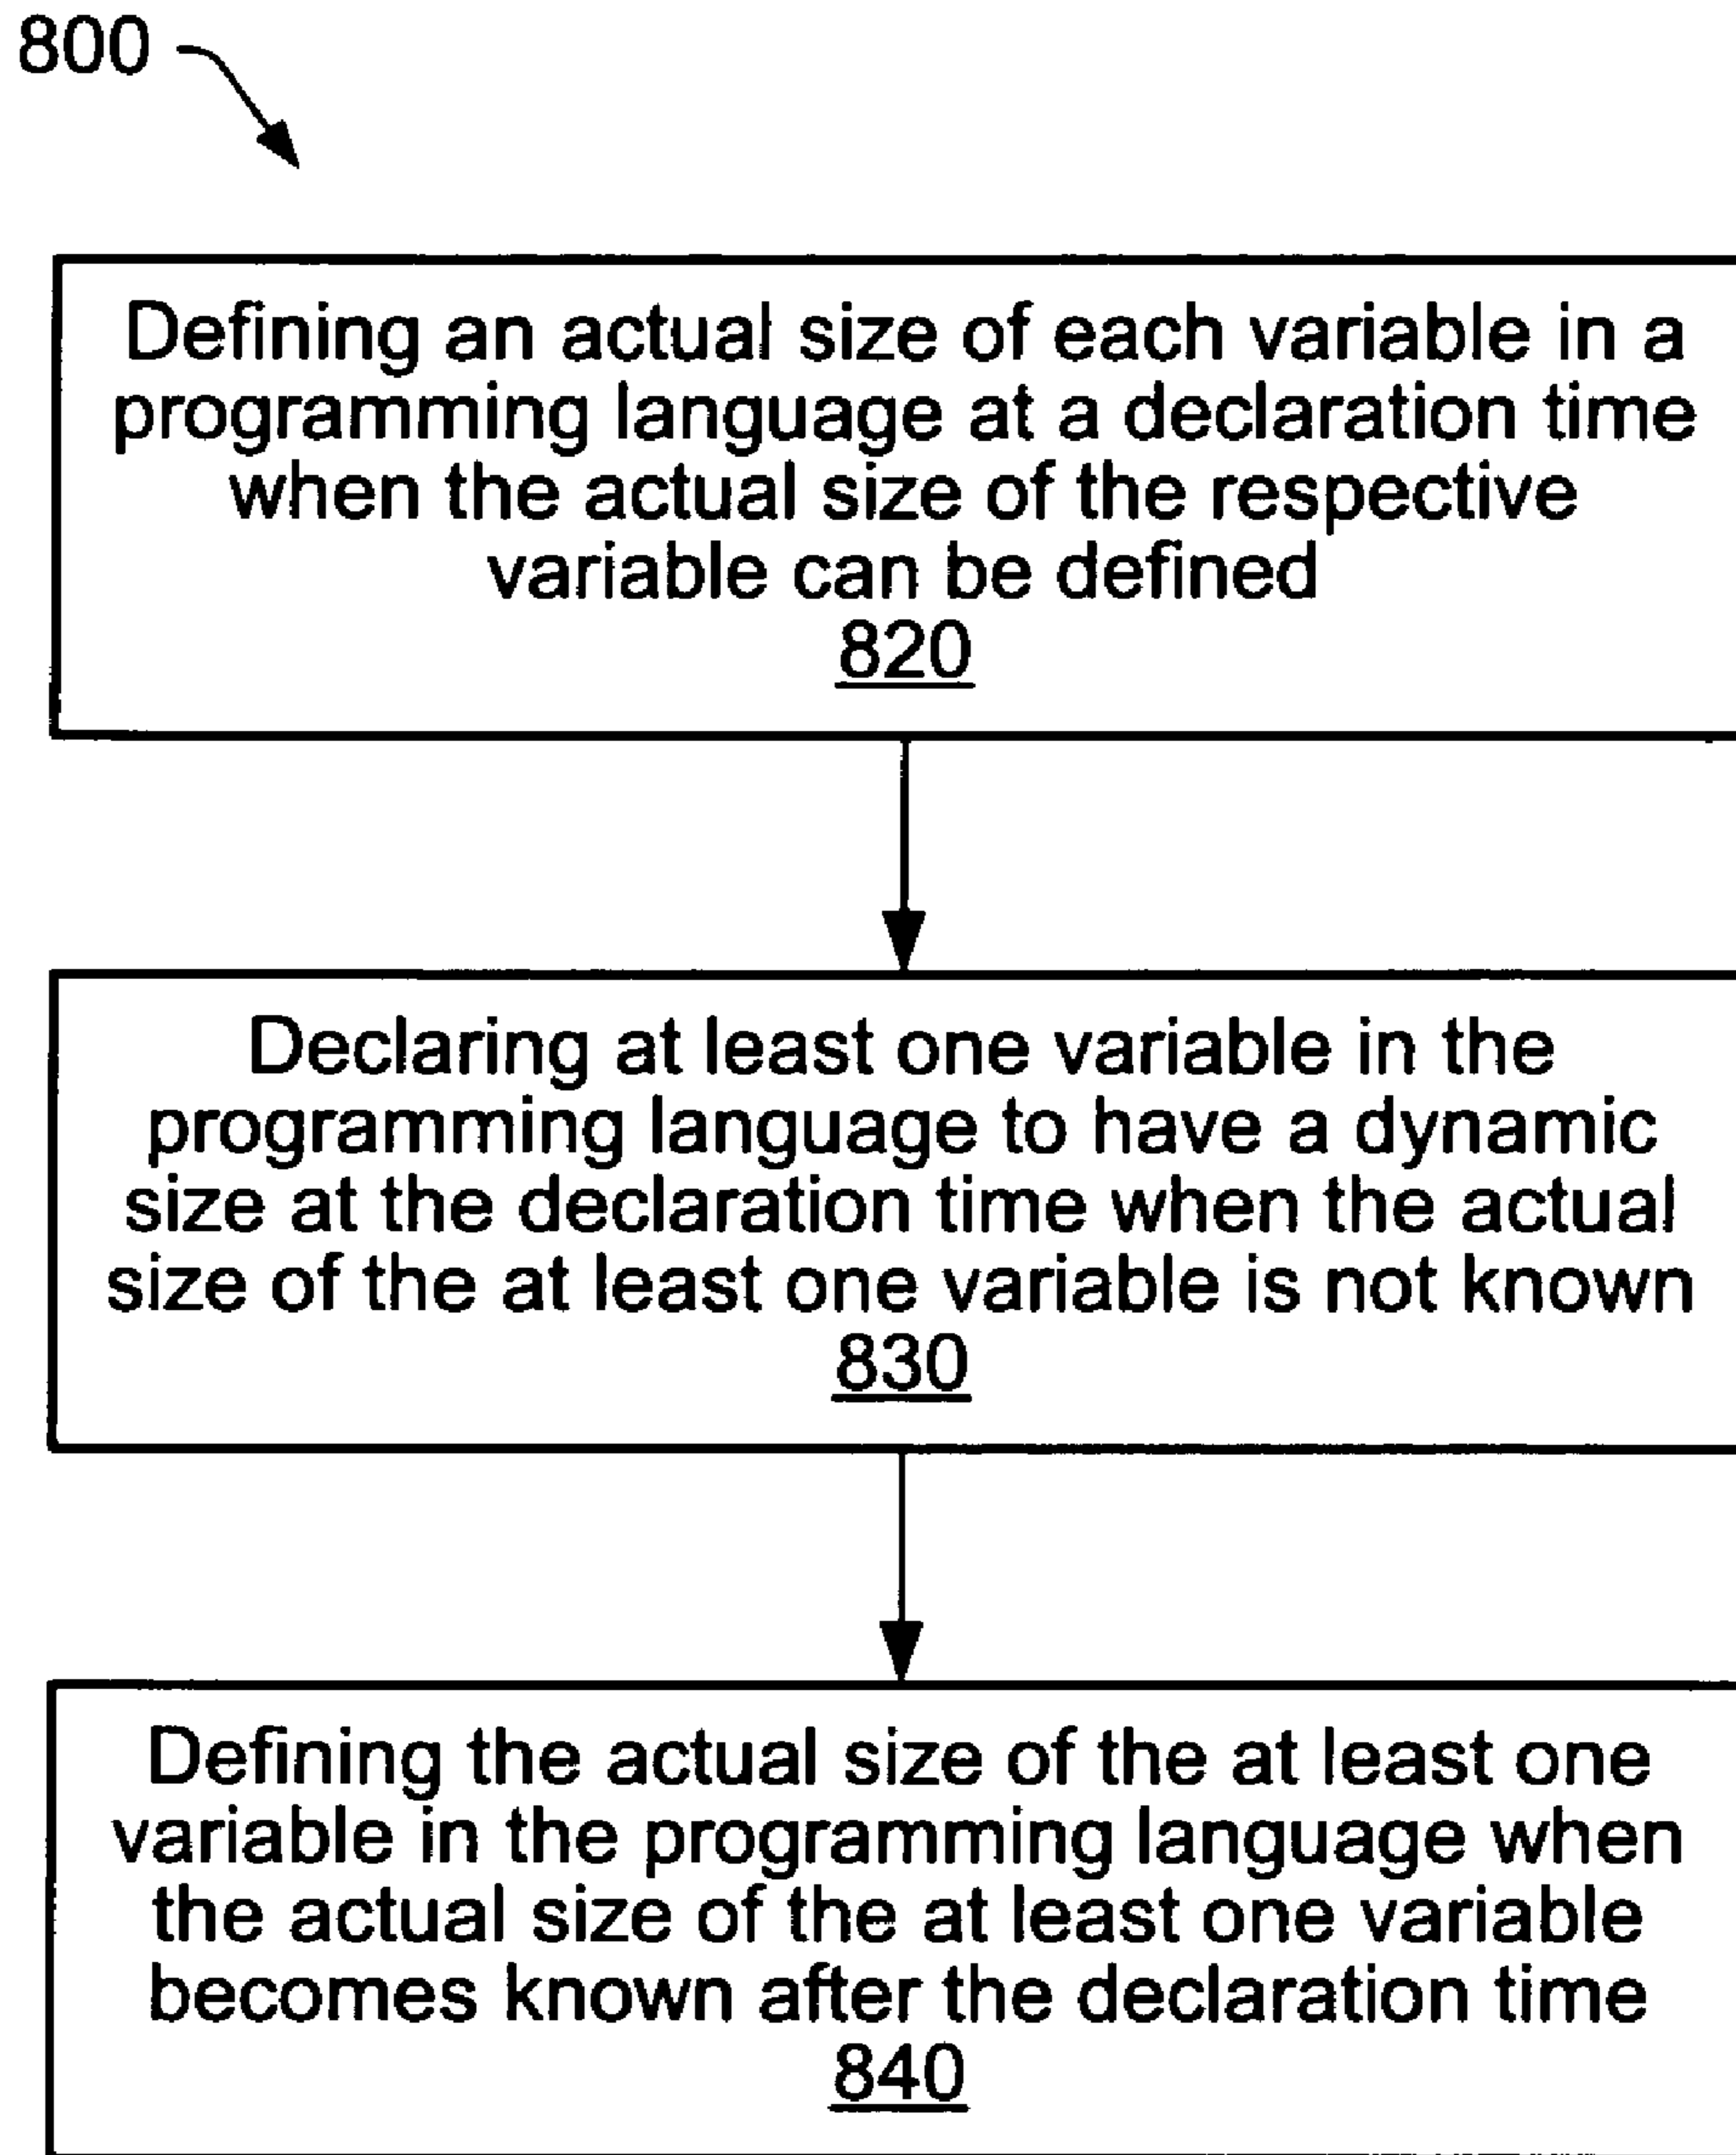 800
Defining an actual size of each variable in a
programming language at a declaration time
when the actual size of the respective
variable can be defined
820
Declaring at least one variable in the
programming language to have a dynamic
size at the declaration time when the actual
size of the at least one variable is not known
830
Defining the actual size of the at least one
variable in the programming language when
the actual size of the at least one variable
becomes known after the declaration time
840